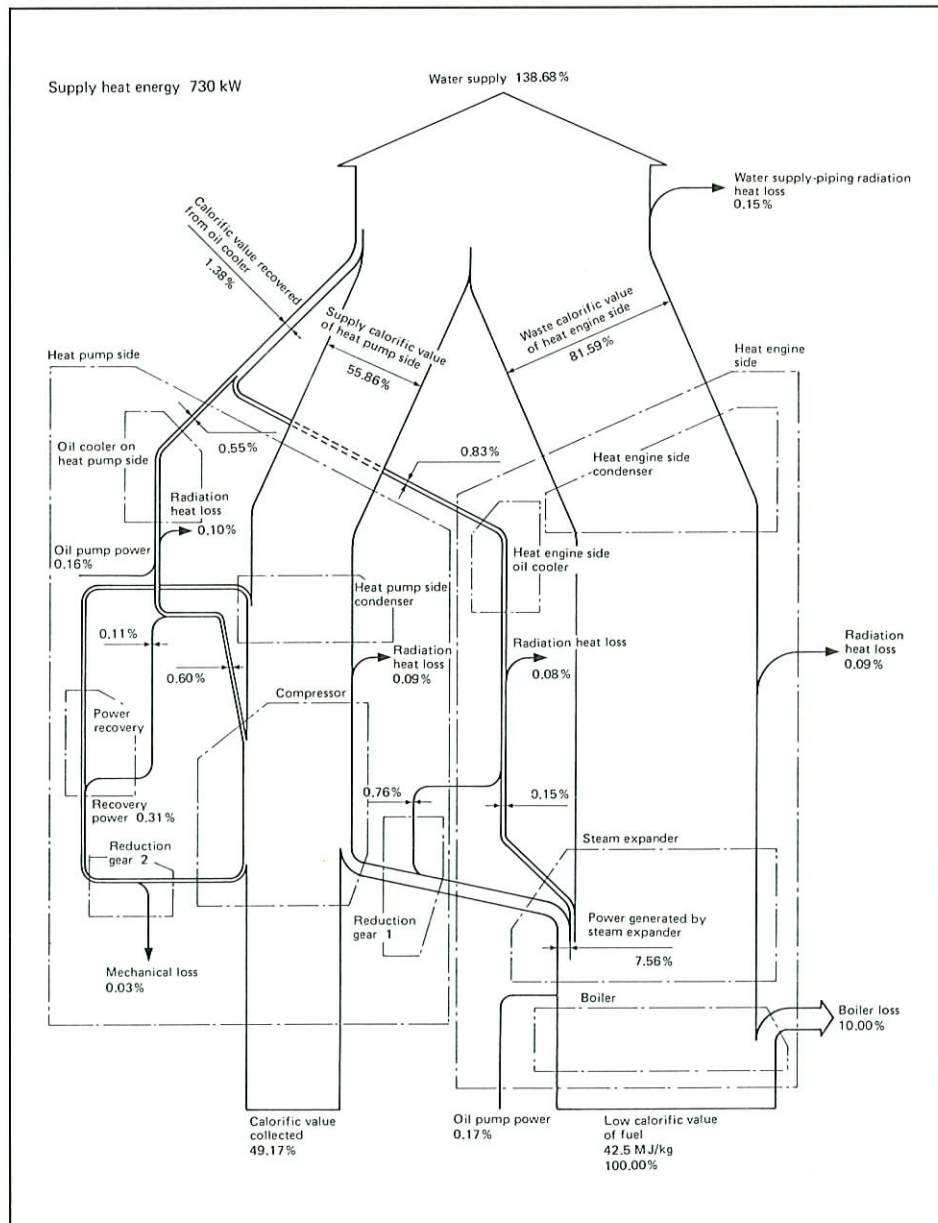 Supply heat energy 730 kW
Water supply 138.68%
Water supply-piping radiation
heat loss
0.15%
Calorific value recovered
from oil cooler
1.38%
Supply calorific value
of heat pump side
55.86%
Waste calorific value
of heat engine side
81.59%
Heat pump side
Heat engine
side
Oil cooler on
heat pump side
0.55%
0.83%
Heat engine side
condenser
Radiation
heat loss
0.10%
Oil pump power
0.16%
Heat engine side
oil cooler
Heat pump side
condenser
0.11%
0.60%
Radiation
heat loss
0.09%
Radiation heat loss
0.08%
Radiation
heat loss
0.09%
Compressor
Power
recovery
Recovery
power 0.31%
0.76%
0.15%
Reduction
gear 2
Steam expander
Reduction
gear 1
Power generated by
steam expander
7.56%
Mechanical loss
0.03%
Boiler
Boiler loss
10.00%
Calorific value
collected
49.17%
Oil pump power
0.17%
Low calorific value
of fuel
42.5 MJ/kg
100.00%